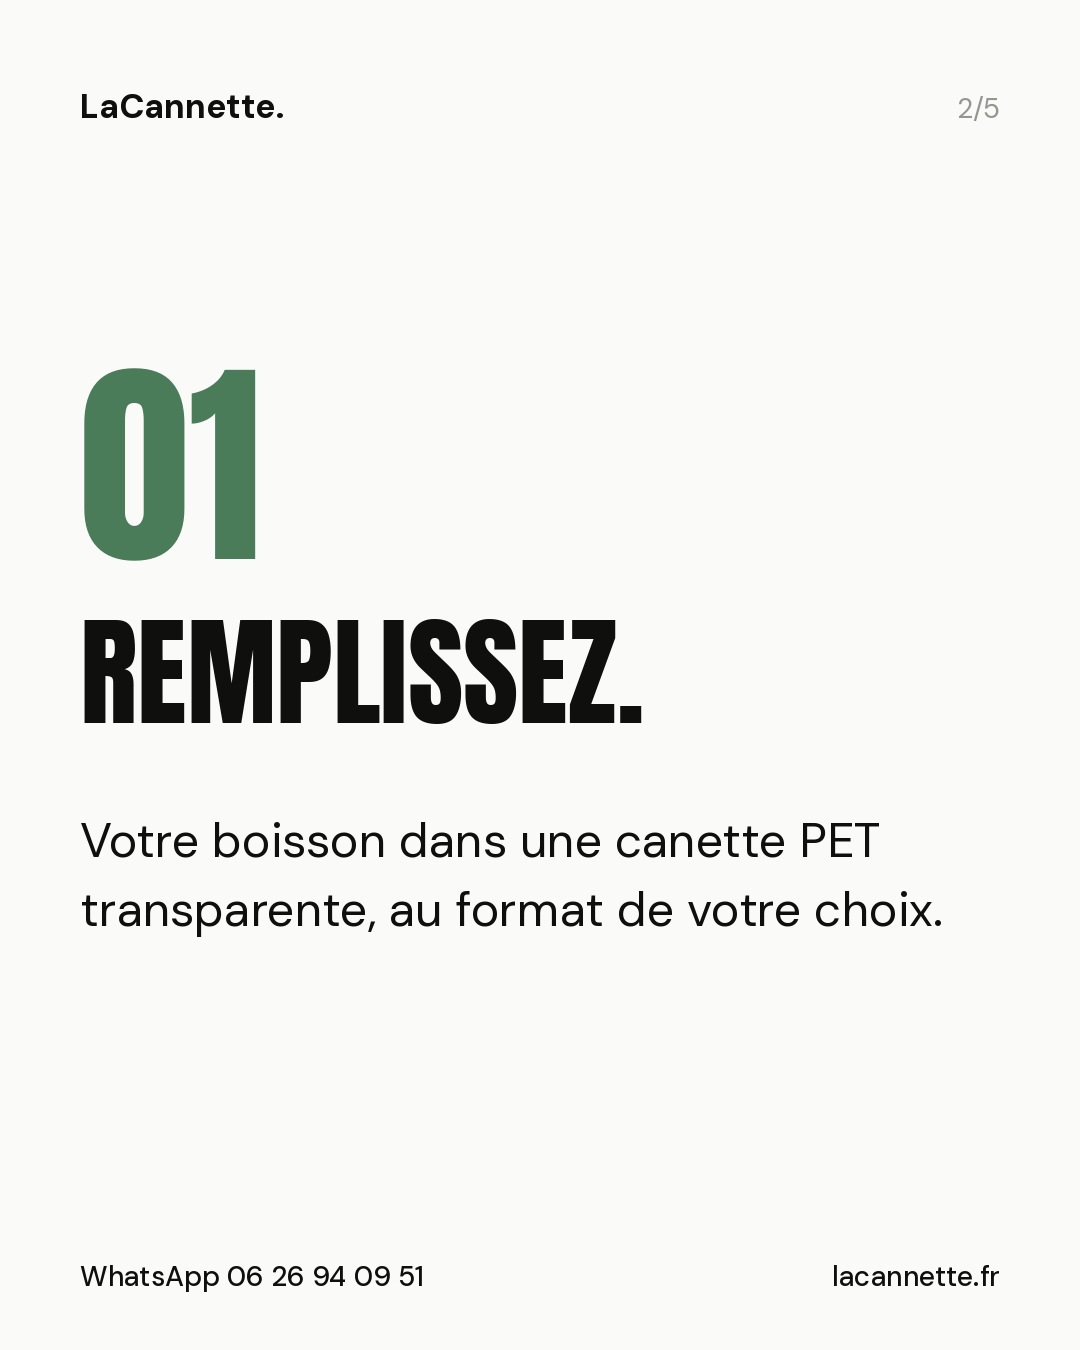 LaCannette.
2/5
01
REMPLISSEZ.
Votre boisson dans une canette PET
transparente, au format de votre choix.
WhatsApp 06 26 94 09 51
lacannette.fr